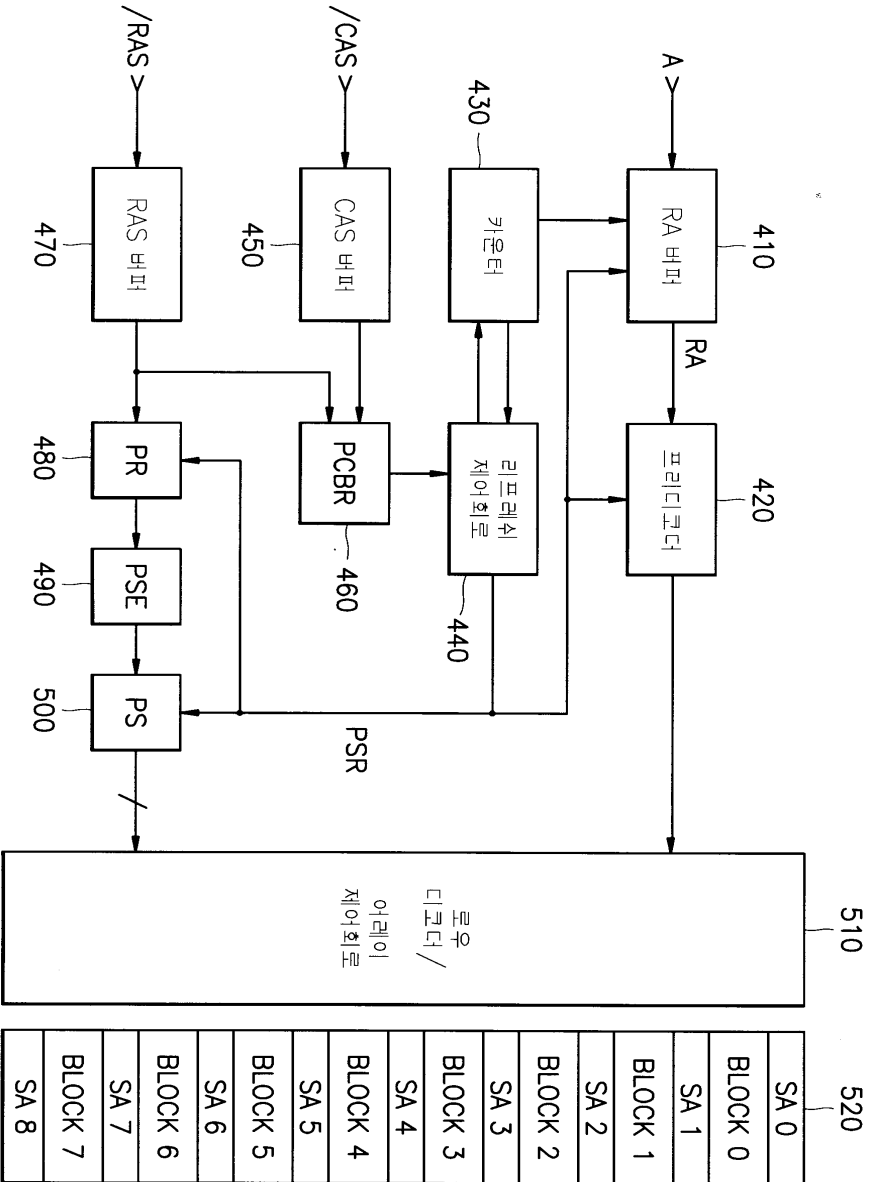 A >
410
RA 버퍼
RA
420
프리디코더
430
카운터
리프레쉬
제어회로
440
/CAS >
450
CAS 버퍼
PCBR
460
/RAS >
470
RAS 버퍼
480
PR
490
PSE
500
PS
PSR
510
로우
디코더/
어레이
제어회로
520
SA 0
BLOCK 0
SA 1
BLOCK 1
SA 2
BLOCK 2
SA 3
BLOCK 3
SA 4
BLOCK 4
SA 5
BLOCK 5
SA 6
BLOCK 6
SA 7
BLOCK 7
SA 8